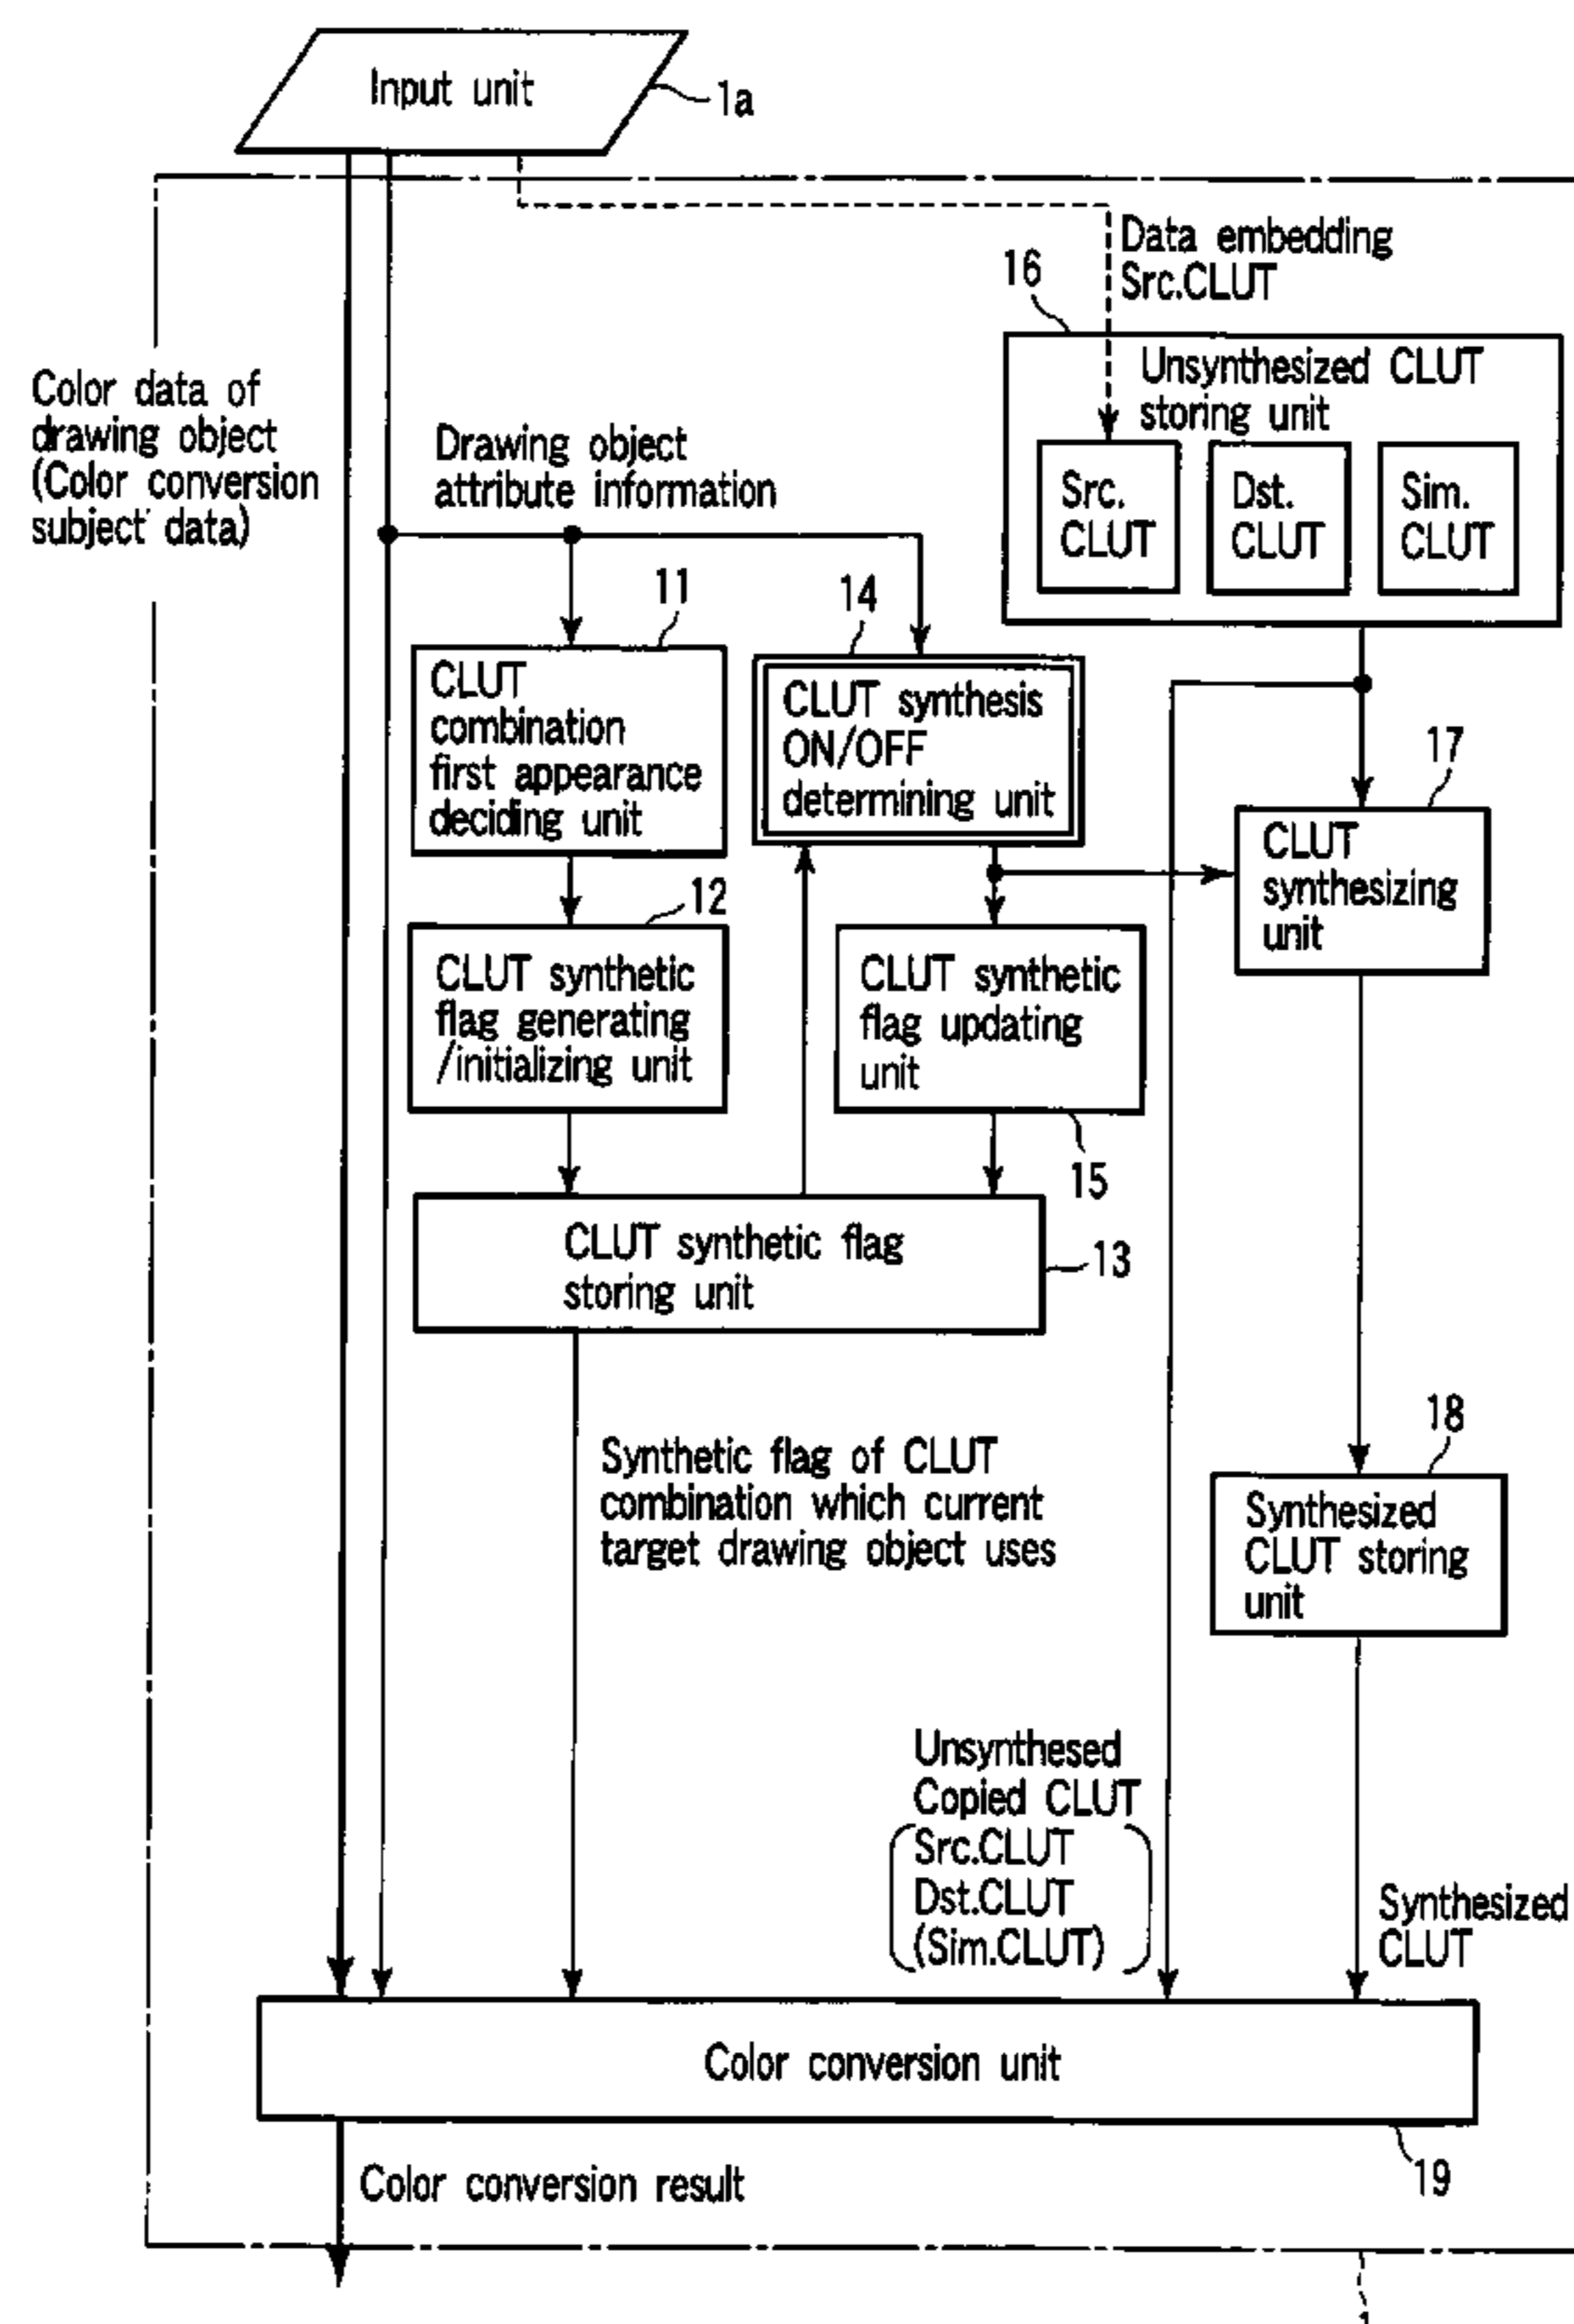 Input unit
1a
Data embedding
Src.CLUT
16
Unsynthesized CLUT
storing unit
Src.
CLUT
Dst.
CLUT
Sim.
CLUT
Color data of
drawing object
(Color conversion
subject data)
Drawing object
attribute information
11
CLUT
combination
first appearance
deciding unit
14
CLUT synthesis
ON/OFF
determining unit
17
CLUT
synthesizing
unit
12
CLUT synthetic
flag generating
/initializing unit
CLUT synthetic
flag updating
unit
15
CLUT synthetic flag
storing unit
13
Synthetic flag of CLUT
combination which current
target drawing object uses
18
Synthesized
CLUT storing
unit
Unsynthesed
Copied CLUT
Src.CLUT
Dst.CLUT
(Sim.CLUT)
Synthesized
CLUT
Color conversion unit
19
Color conversion result
1